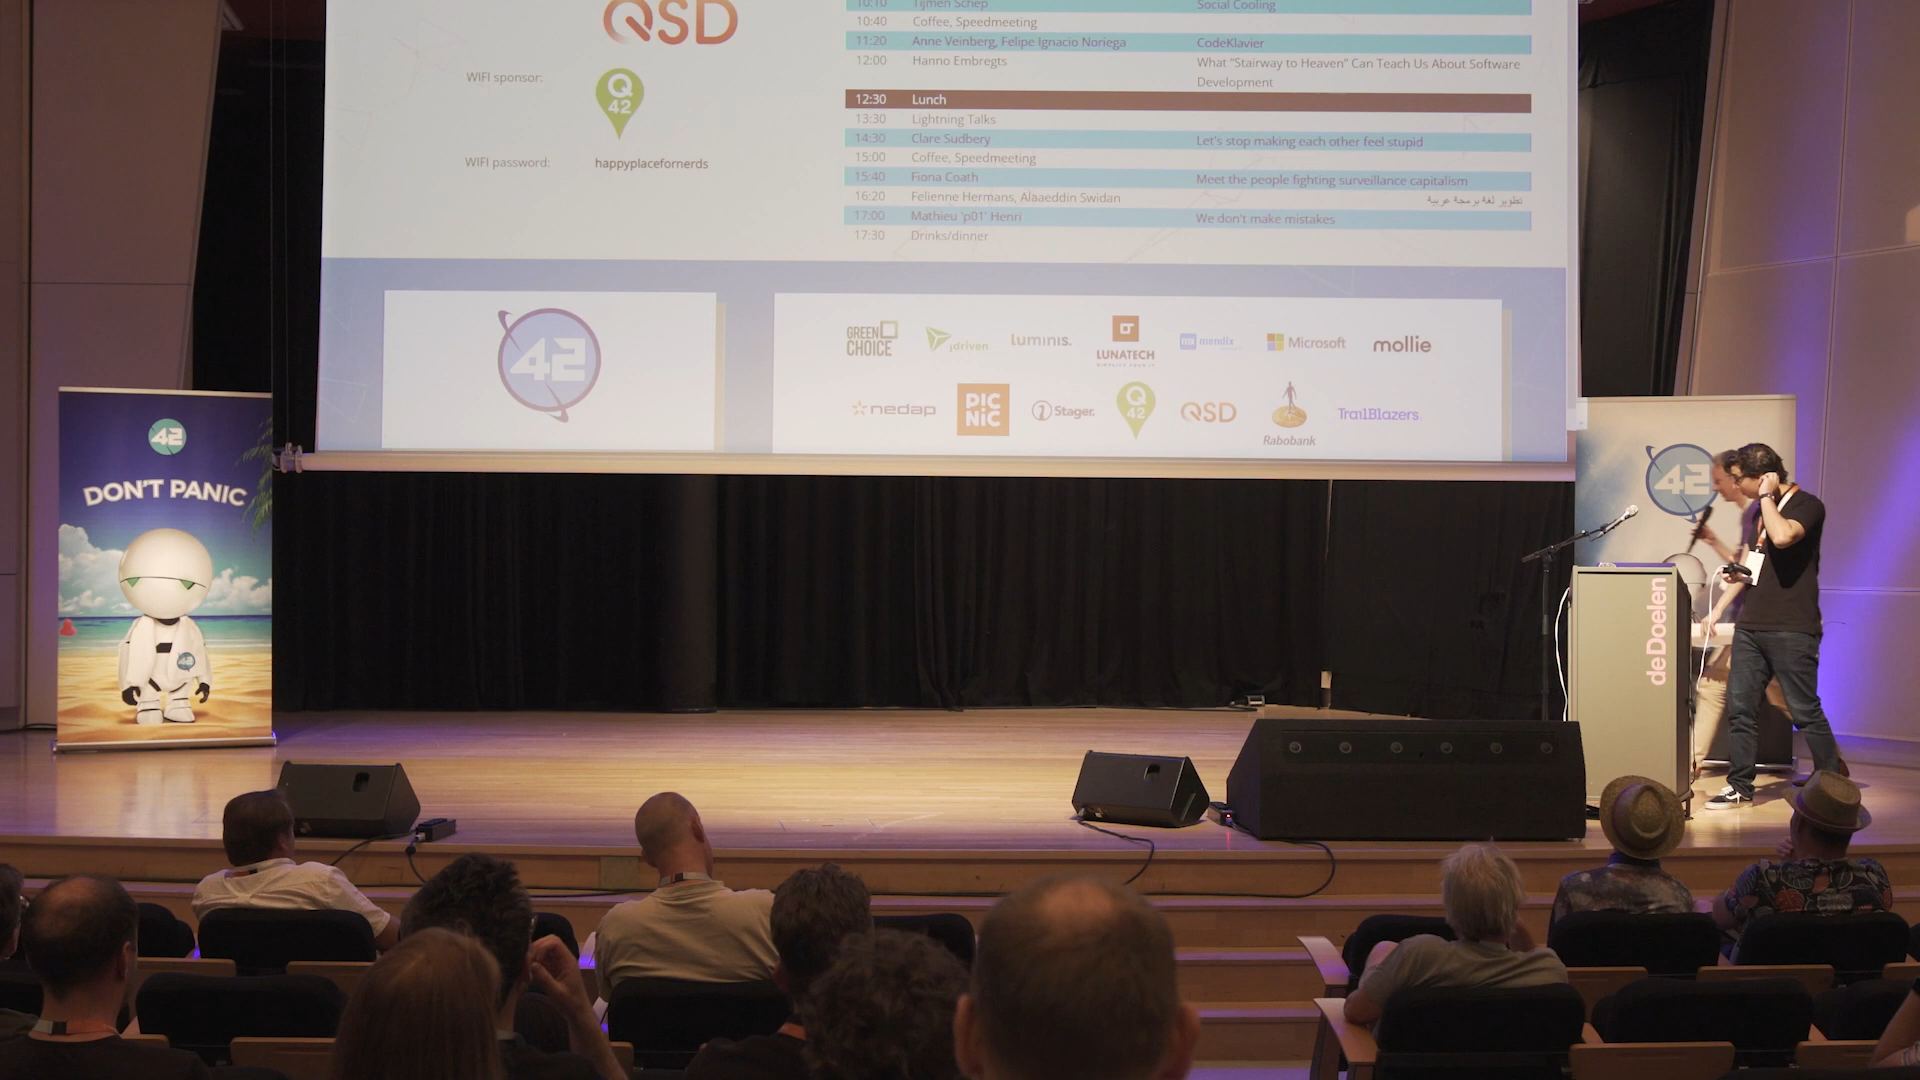 QSD
WIFI sponsor:
Q
42
WIFI password:
happyplacefornerds
10:10 Tijmen Schep Social Cooling
10:40 Coffee, Speedmeeting
11:20 Anne Veinberg, Felipe Ignacio Noriega CodeKlavier
12:00 Hanno Embregts What "Stairway to Heaven" Can Teach Us About Software
Development
12:30 Lunch
13:30 Lightning Talks
14:30 Clare Sudbery Let's stop making each other feel stupid
15:00 Coffee, Speedmeeting
15:40 Fiona Coath Meet the people fighting surveillance capitalism
16:20 Felienne Hermans, Alaaeddin Swidan تطوير لغة برمجة عربية
17:00 Mathieu 'p01' Henri We don't make mistakes
17:30 Drinks/dinner
42
GREEN
CHOICE
jdriven
luminis.
LUNATECH
mx mendix
Microsoft
mollie
nedap
PIC
NIC
Stager.
Q
42
QSD
Rabobank
TrailBlazers
42
DON'T PANIC
42
42
deDoelen